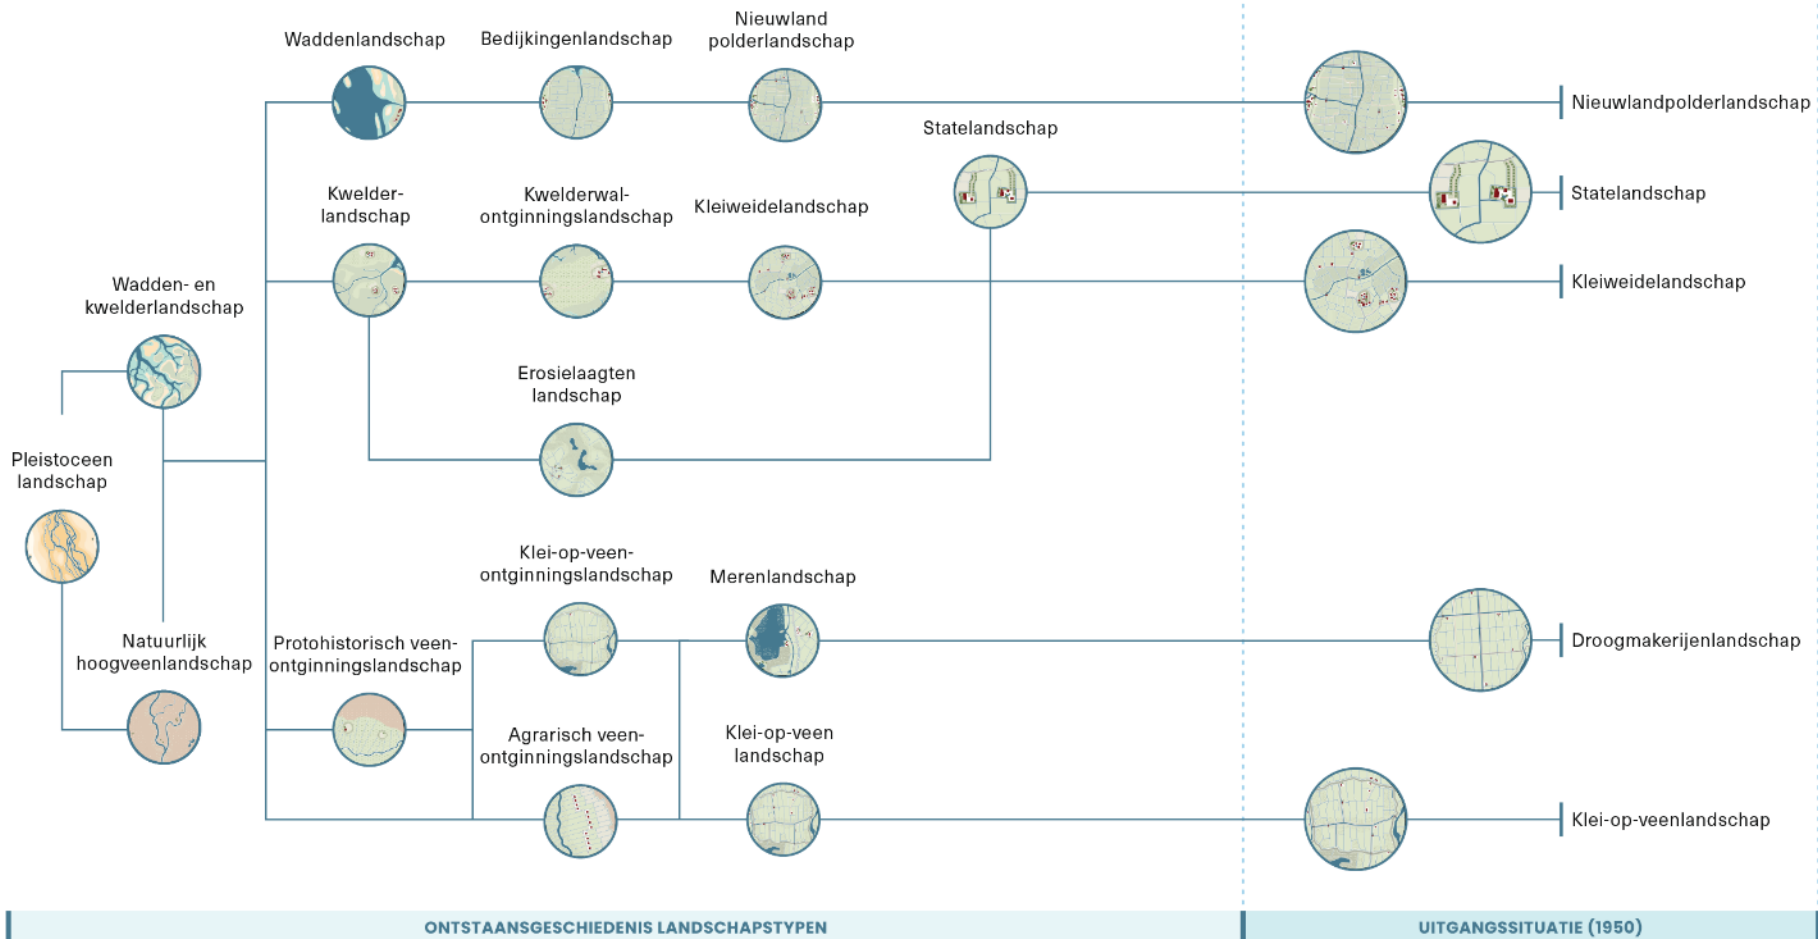 Waddenlandschap
Bedijkingenlandschap
Nieuwland
polderlandschap
Nieuwlandpolderlandschap
Statelandschap
Statelandschap
Kwelder-
landschap
Kwelderwal-
ontginningslandschap
Kleiweidelandschap
Kleiweidelandschap
Wadden- en
kwelderlandschap
Erosielaagten
landschap
Pleistoceen
landschap
Klei-op-veen-
ontginningslandschap
Merenlandschap
Droogmakerijenlandschap
Natuurlijk
hoogveenlandschap
Protohistorisch veen-
ontginningslandschap
Agrarisch veen-
ontginningslandschap
Klei-op-veen
landschap
Klei-op-veenlandschap
ONTSTAANSGESCHIEDENIS LANDSCHAPSTYPEN
UITGANGSSITUATIE (1950)